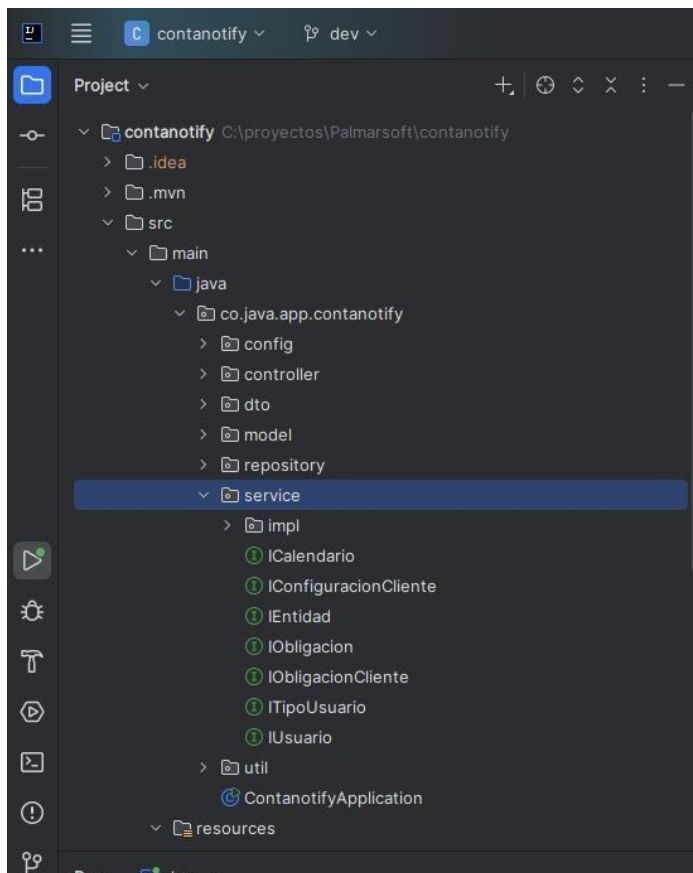 IJ C contanotify dev
Project
contanotify C:\proyectos\Palmarsoft\contanotify
.idea
.mvn
src
main
java
co.java.app.contanotify
config
controller
dto
model
repository
service
impl
I ICalendario
I IConfiguracionCliente
I IEntidad
I IObligacion
I IObligacionCliente
I ITipoUsuario
I IUsuario
util
ContanotifyApplication
resources